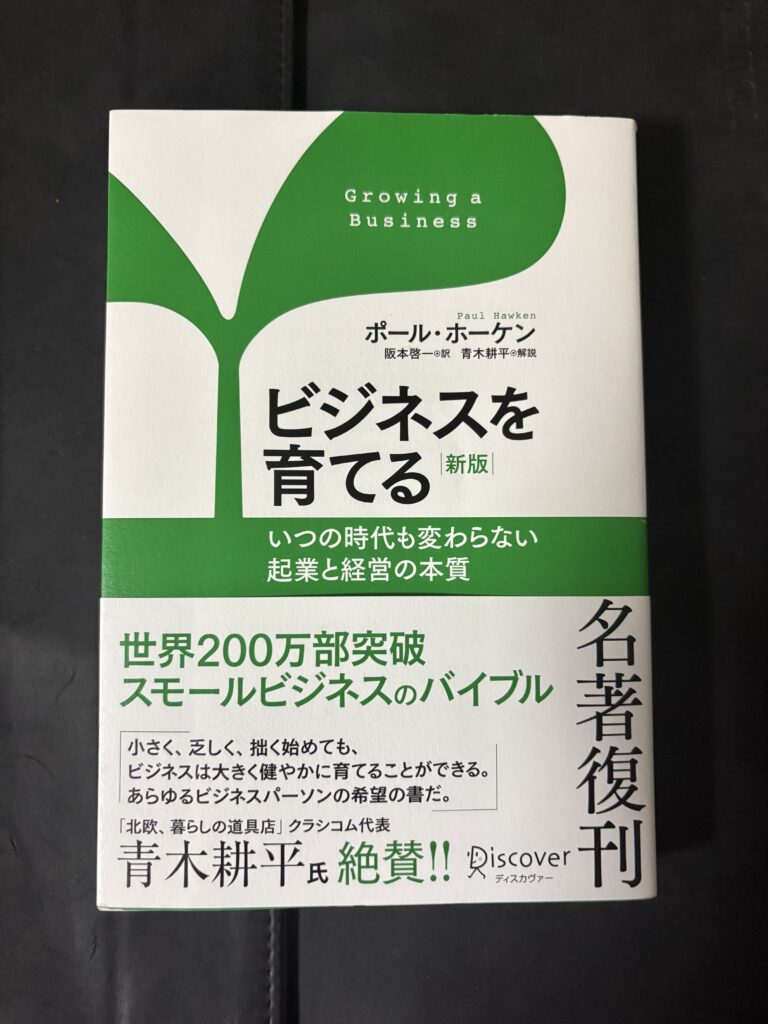 Growing a
Business
Paul Hawken
ポール・ホーケン
阪本啓一◎訳 青木耕平◎解説
ビジネスを
育てる
新版
いつの時代も変わらない
起業と経営の本質
名著復刊
世界200万部突破
スモールビジネスのバイブル
小さく、乏しく、拙く始めても、
ビジネスは大きく健やかに育てることができる。
あらゆるビジネスパーソンの希望の書だ。
「北欧、暮らしの道具店」クラシコム代表
青木耕平氏 絶賛!!
Discover
ディスカヴァー